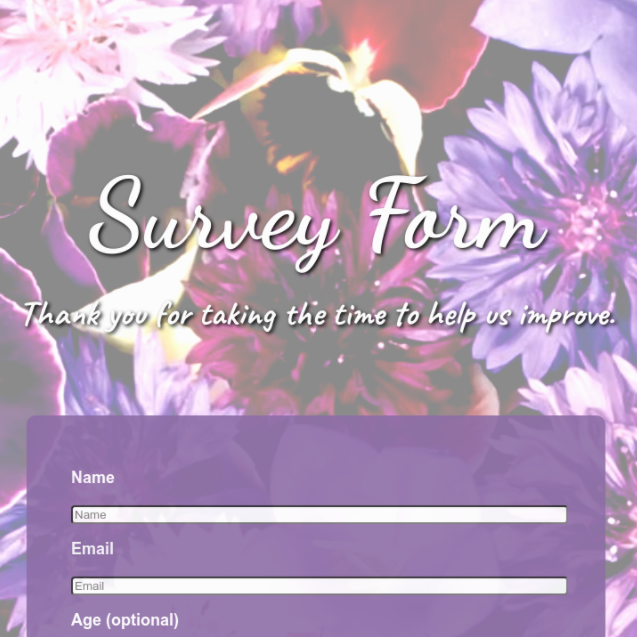 Survey Form
Thank you for taking the time to help us improve.
Name
Name
Email
Email
Age (optional)